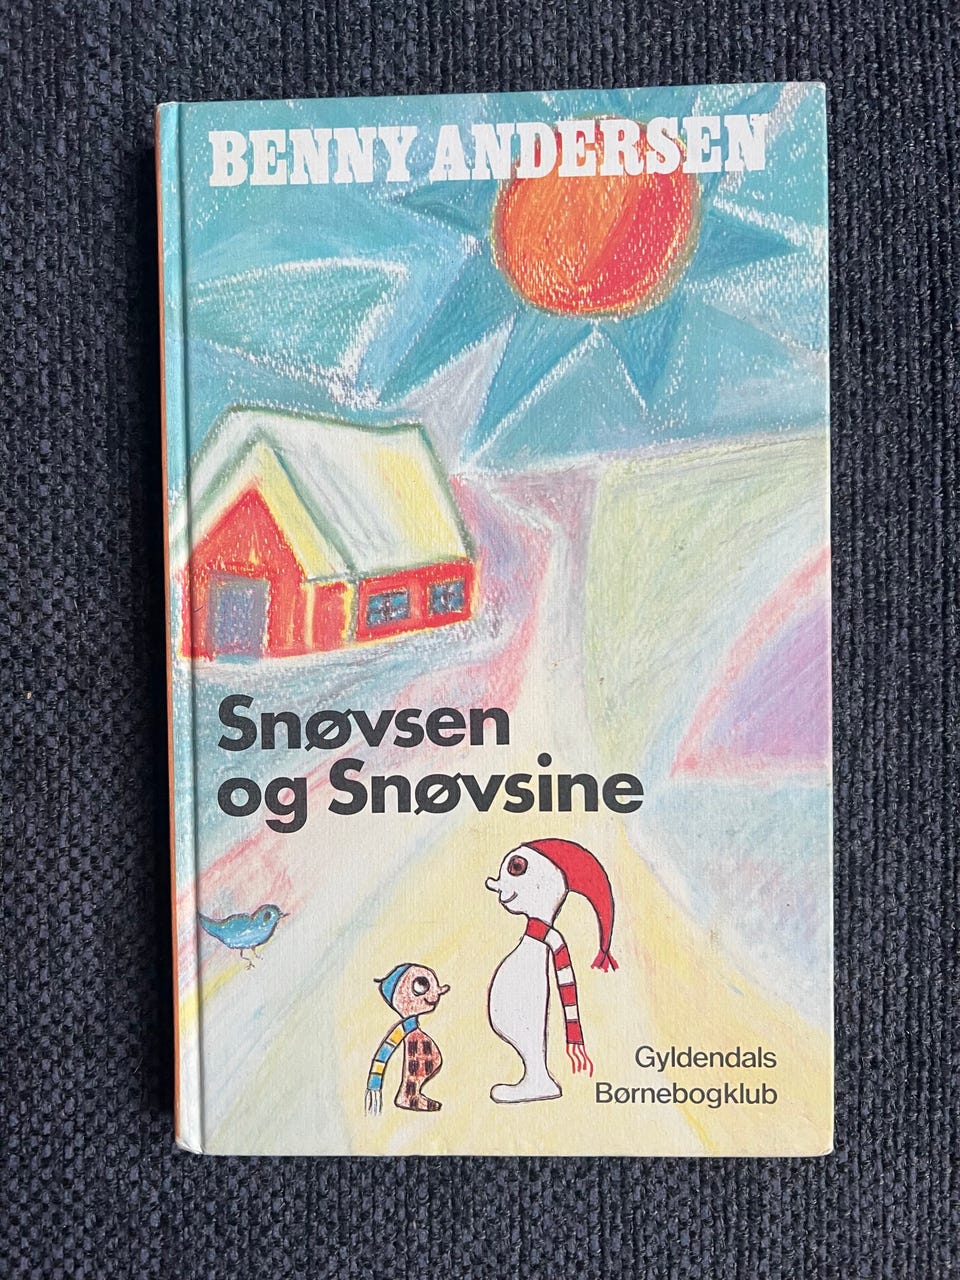 BENNY ANDERSEN
Snøvsen
og Snøvsine
Gyldendals
Børnebogklub